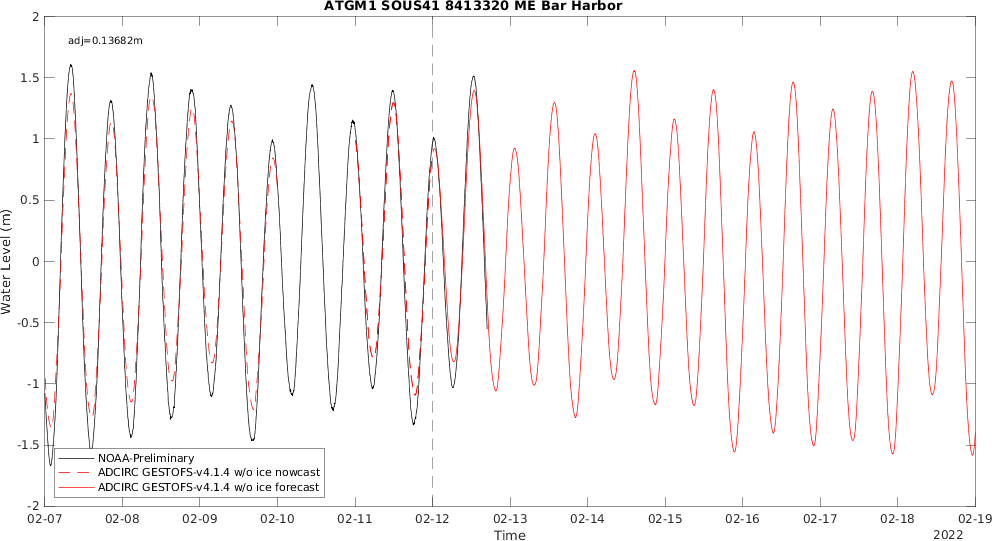 ATGM1 SOUS41 8413320 ME Bar Harbor
adj=0.13682m
2
1.5
1
0.5
0
-0.5
-1
-1.5
-2
Water Level (m)
NOAA-Preliminary
ADCIRC GESTOFS-v4.1.4 w/o ice nowcast
ADCIRC GESTOFS-v4.1.4 w/o ice forecast
02-07 02-08 02-09 02-10 02-11 02-12 02-13 02-14 02-15 02-16 02-17 02-18 02-19
Time
2022